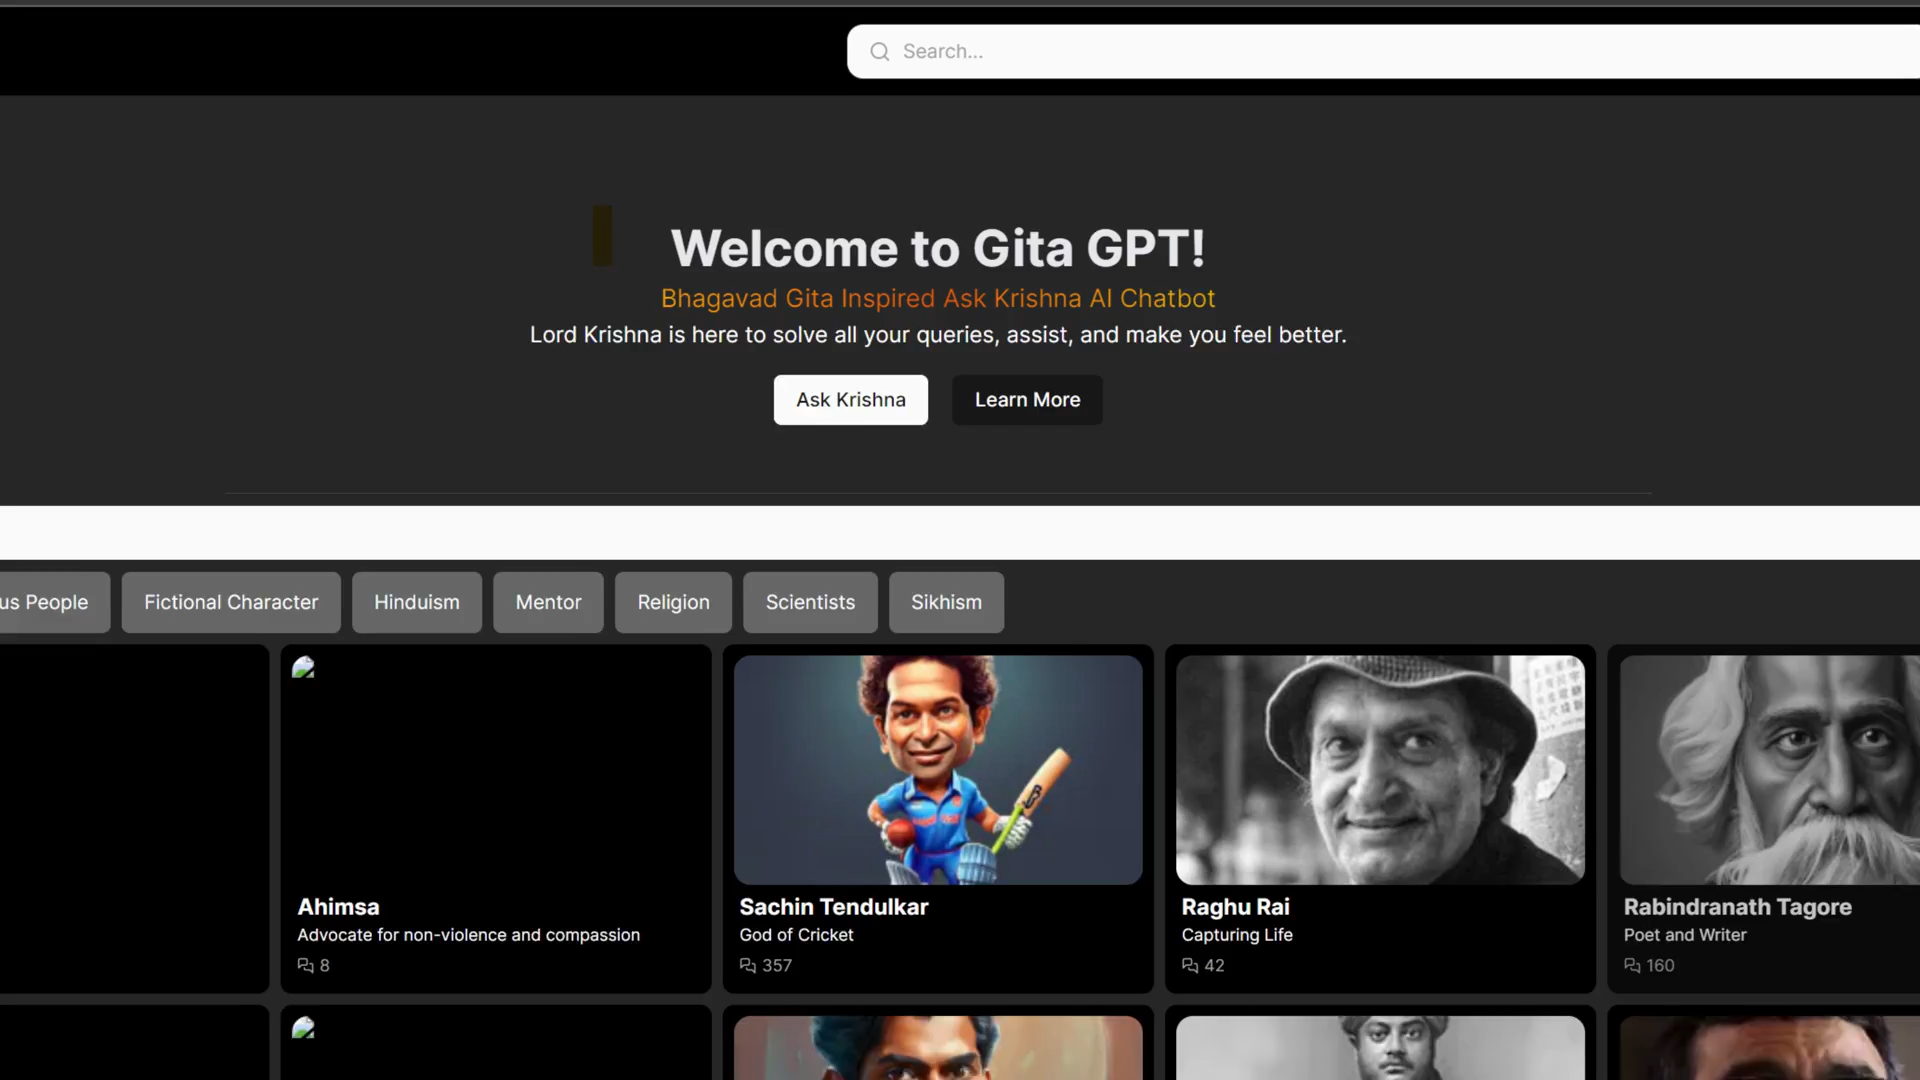 Search...
Welcome to Gita GPT!
Bhagavad Gita Inspired Ask Krishna AI Chatbot
Lord Krishna is here to solve all your queries, assist, and make you feel better.
Ask Krishna
Learn More
us People
Fictional Character
Hinduism
Mentor
Religion
Scientists
Sikhism
Ahimsa
Advocate for non-violence and compassion
8
Sachin Tendulkar
God of Cricket
357
Raghu Rai
Capturing Life
42
Rabindranath Tagore
Poet and Writer
160